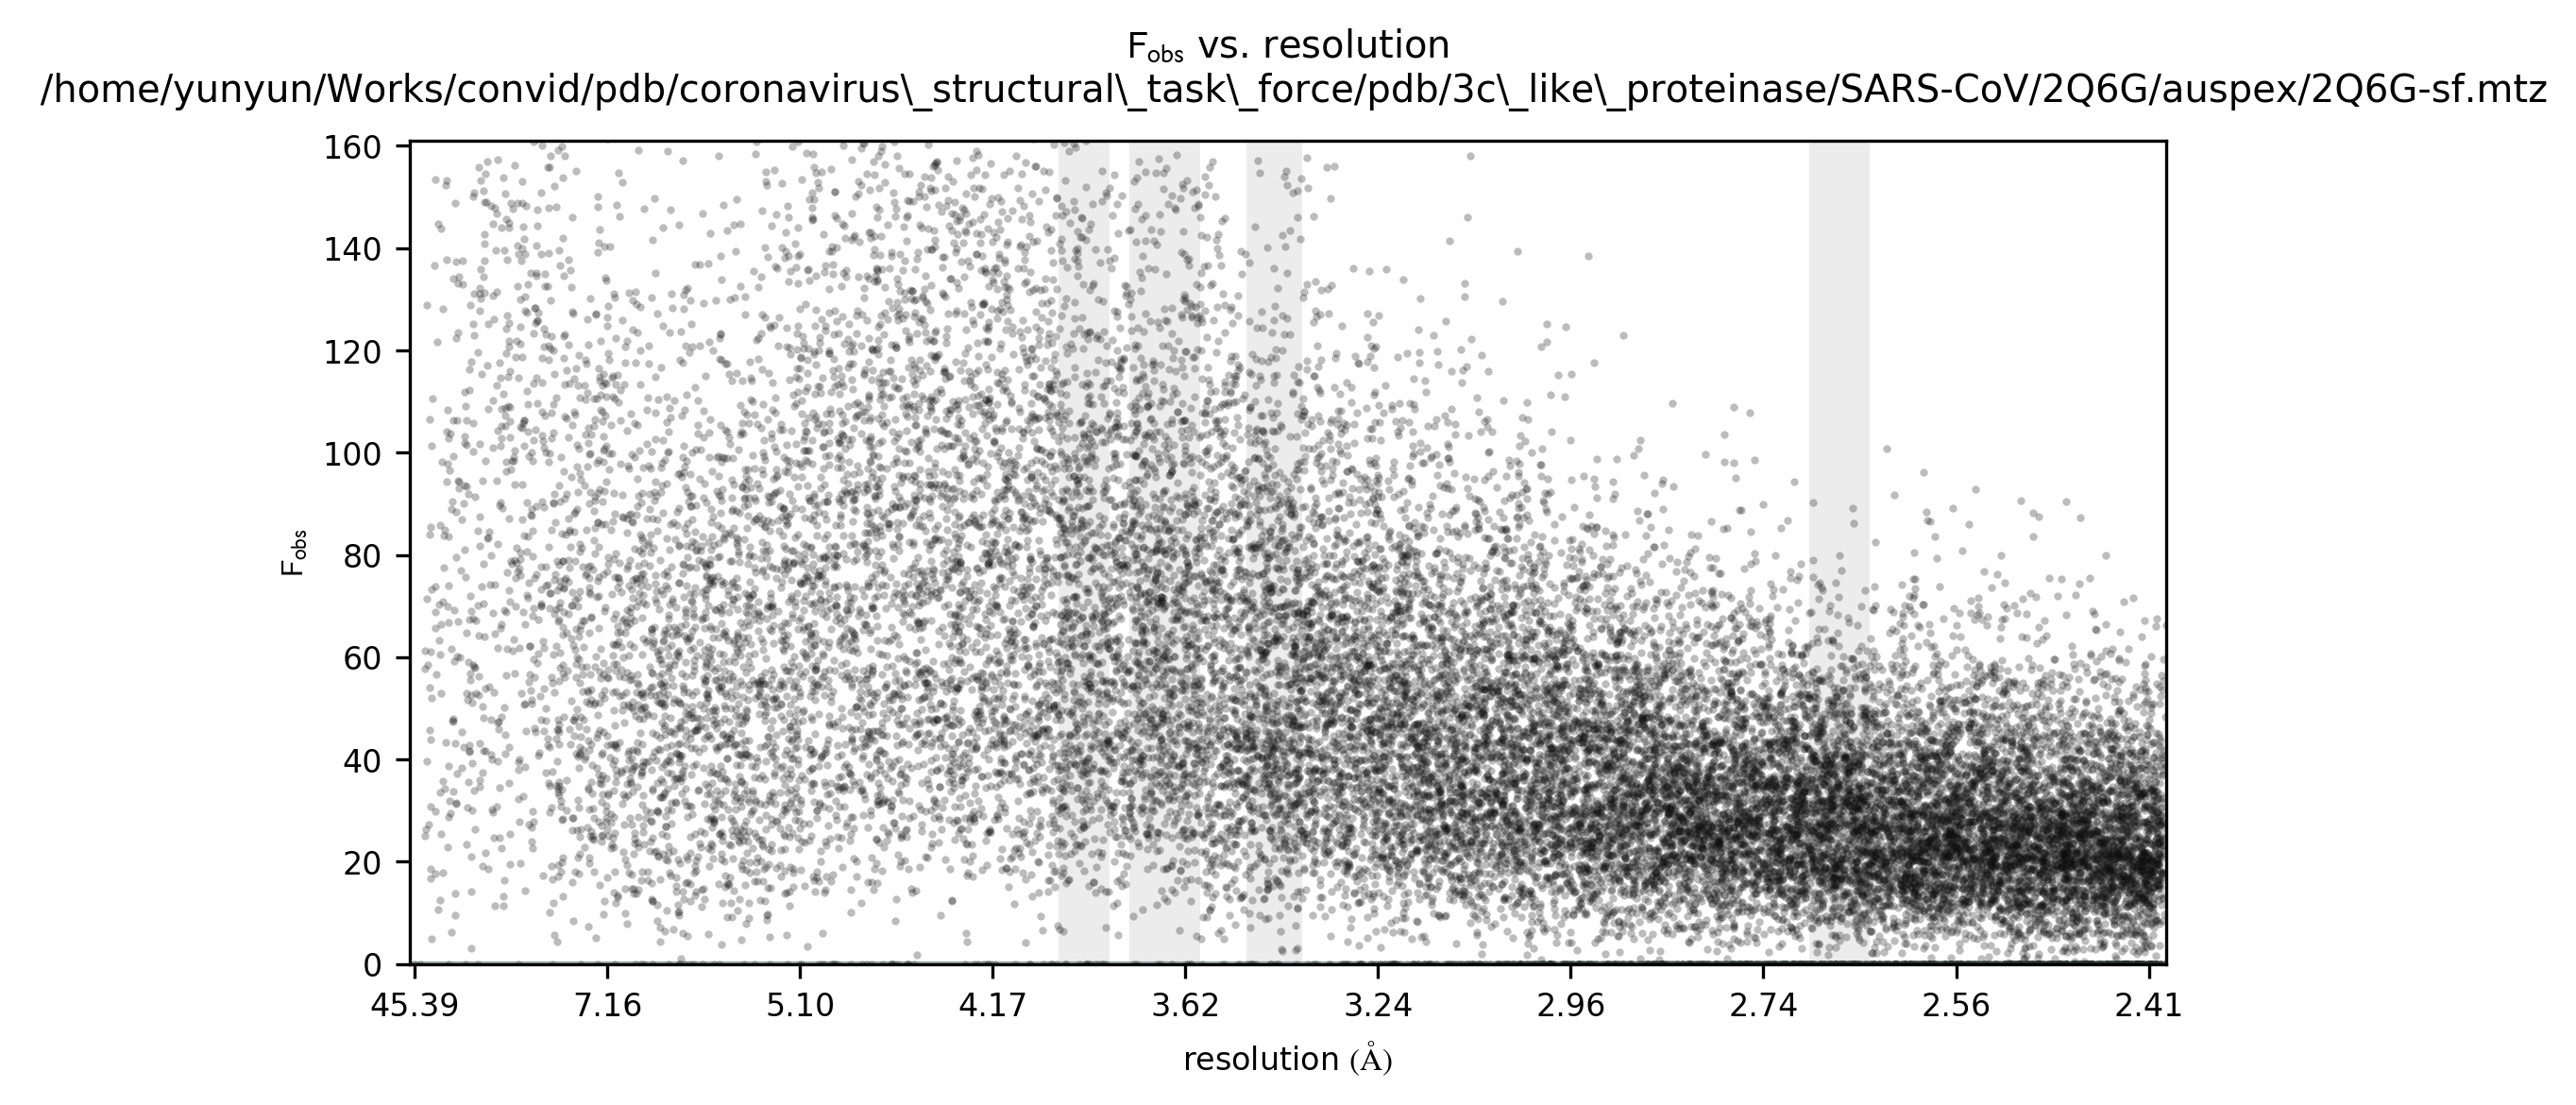 Fobs vs. resolution
/home/yunyun/Works/convid/pdb/coronavirus\_structural\_task\_force/pdb/3c\_like\_proteinase/SARS-CoV/2Q6G/auspex/2Q6G-sf.mtz
160
140
120
100
80
60
40
20
0
Fobs
45.39 7.16 5.10 4.17 3.62 3.24 2.96 2.74 2.56 2.41
resolution (Å)